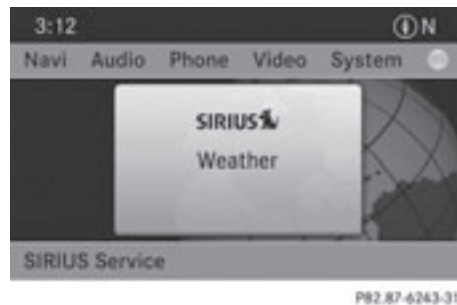 3:12 N
Navi Audio Phone Video System
SIRIUS
Weather
SIRIUS Service
P82.87-6243-31